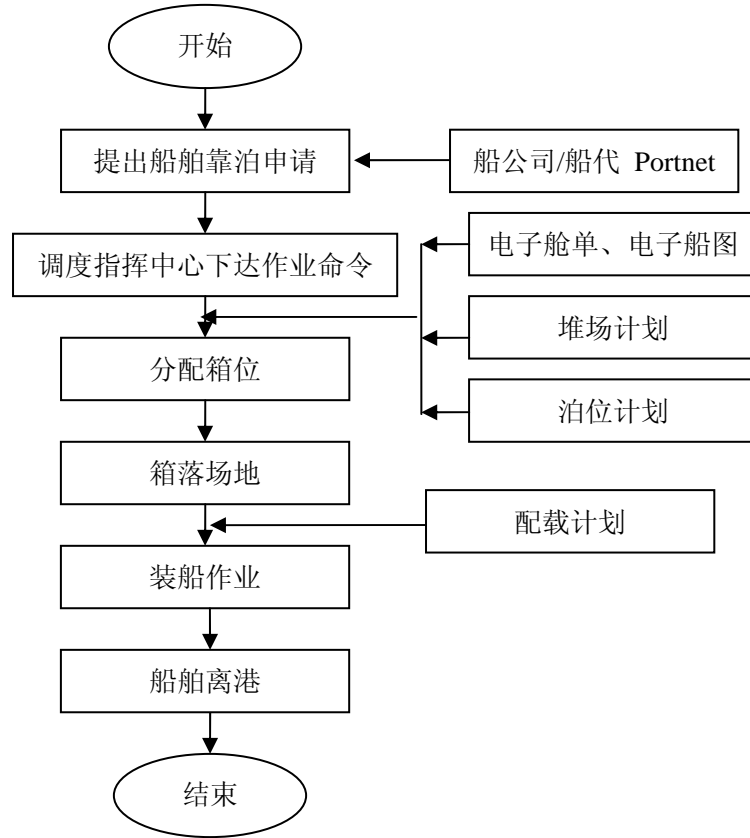 开始
提出船舶靠泊申请
船公司/船代 Portnet
调度指挥中心下达作业命令
电子舱单、电子船图
堆场计划
分配箱位
泊位计划
箱落场地
配载计划
装船作业
船舶离港
结束